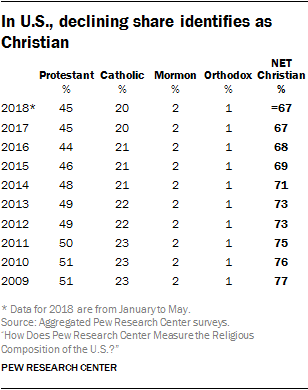 In U.S., declining share identifies as
Christian
Protestant Catholic Mormon Orthodox NET Christian
% % % % %
2018* 45 20 2 1 =67
2017 45 20 2 1 67
2016 44 21 2 1 68
2015 46 21 2 1 69
2014 48 21 2 1 71
2013 49 22 2 1 73
2012 49 22 2 1 73
2011 50 23 2 1 75
2010 51 23 2 1 76
2009 51 23 2 1 77
* Data for 2018 are from January to May.
Source: Aggregated Pew Research Center surveys.
“How Does Pew Research Center Measure the Religious
Composition of the U.S.?”
PEW RESEARCH CENTER